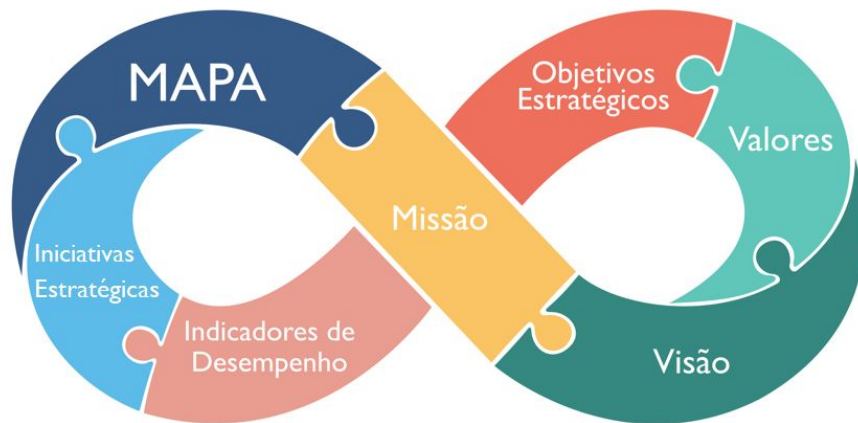 MAPA
Objetivos
Estratégicos
Valores
Missão
Iniciativas
Estratégicas
Indicadores de
Desempenho
Visão